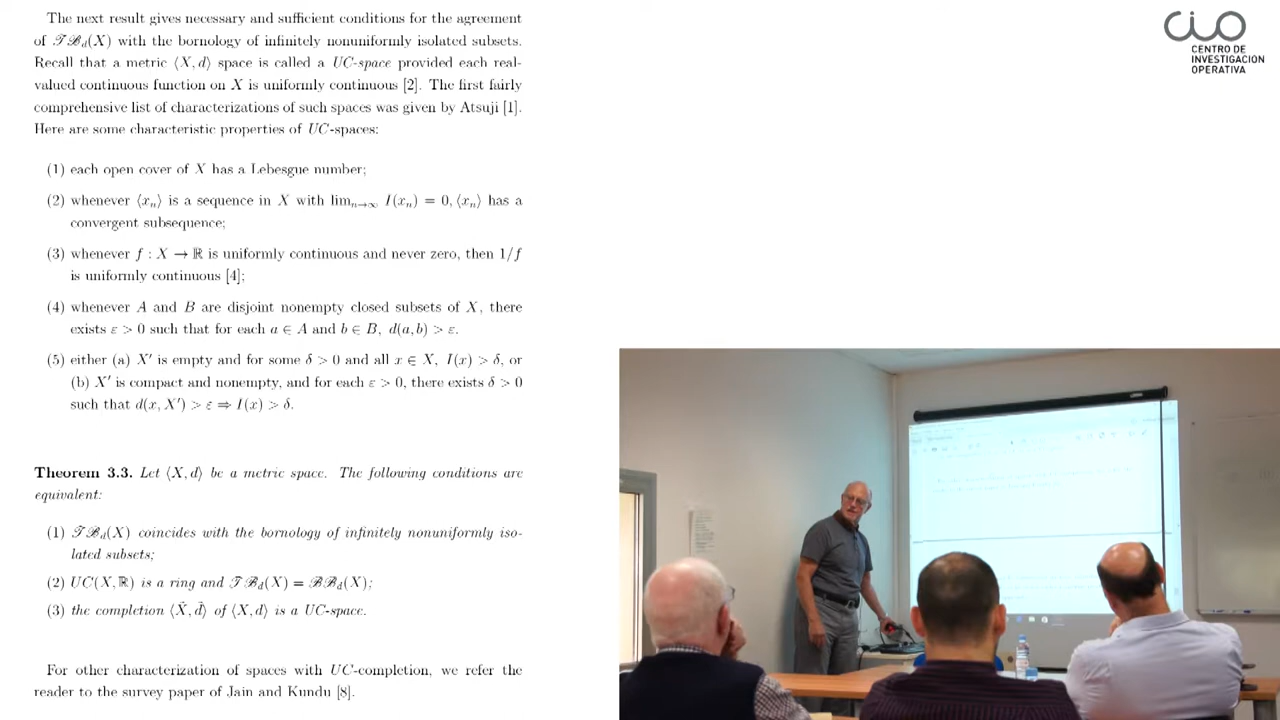 The next result gives necessary and sufficient conditions for the agreement
of 𝒯ℬ_d(X) with the bornology of infinitely nonuniformly isolated subsets.
Recall that a metric ⟨X, d⟩ space is called a UC-space provided each real-
valued continuous function on X is uniformly continuous [2]. The first fairly
comprehensive list of characterizations of such spaces was given by Atsuji [1].
Here are some characteristic properties of UC-spaces:
(1) each open cover of X has a Lebesgue number;
(2) whenever ⟨x_n⟩ is a sequence in X with lim_{n→∞} I(x_n) = 0, ⟨x_n⟩ has a
convergent subsequence;
(3) whenever f : X → ℝ is uniformly continuous and never zero, then 1/f
is uniformly continuous [4];
(4) whenever A and B are disjoint nonempty closed subsets of X, there
exists ε > 0 such that for each a ∈ A and b ∈ B, d(a, b) > ε.
(5) either (a) X′ is empty and for some δ > 0 and all x ∈ X, I(x) > δ, or
(b) X′ is compact and nonempty, and for each ε > 0, there exists δ > 0
such that d(x, X′) > ε ⇒ I(x) > δ.
Theorem 3.3. Let ⟨X, d⟩ be a metric space. The following conditions are
equivalent:
(1) 𝒯ℬ_d(X) coincides with the bornology of infinitely nonuniformly iso-
lated subsets;
(2) UC(X, ℝ) is a ring and 𝒯ℬ_d(X) = ℬℬ_d(X);
(3) the completion ⟨X̂, d̂⟩ of ⟨X, d⟩ is a UC-space.
For other characterization of spaces with UC-completion, we refer the
reader to the survey paper of Jain and Kundu [8].
CIO
CENTRO DE
INVESTIGACION
OPERATIVA